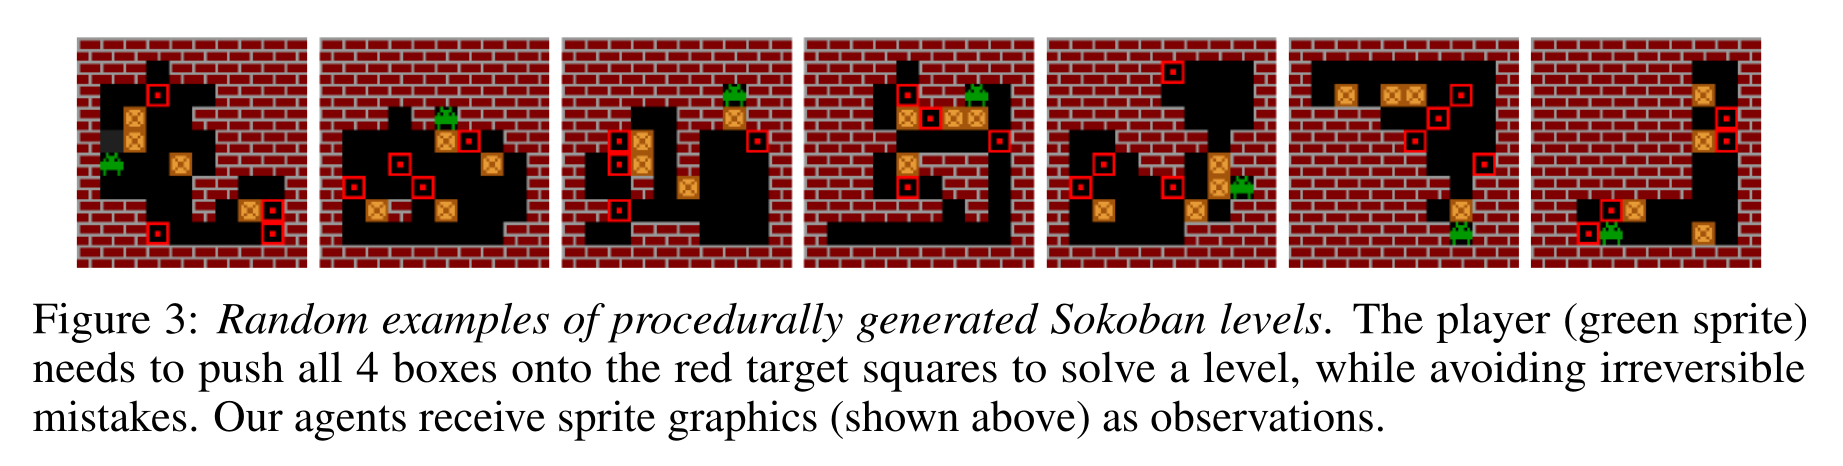 Figure 3: Random examples of procedurally generated Sokoban levels. The player (green sprite)
needs to push all 4 boxes onto the red target squares to solve a level, while avoiding irreversible
mistakes. Our agents receive sprite graphics (shown above) as observations.